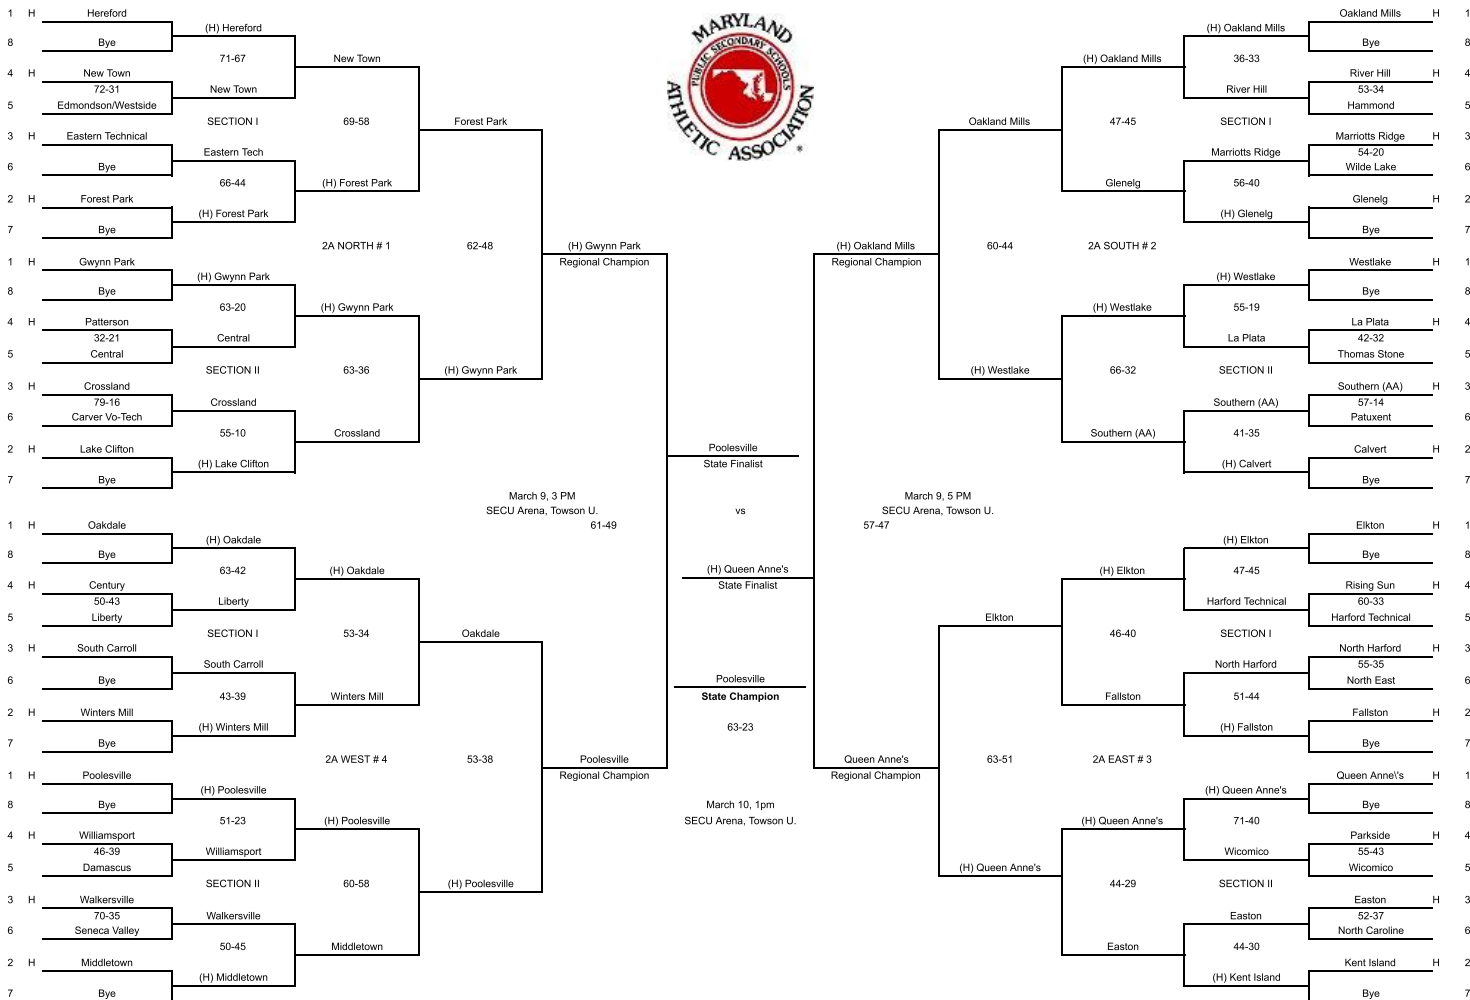 MARYLAND
PUBLIC SECONDARY SCHOOLS
ATHLETIC ASSOCIATION
®
1 H Hereford
8 Bye
(H) Hereford
71-67
4 H New Town
72-31
5 Edmondson/Westside
New Town
New Town
SECTION I
69-58
3 H Eastern Technical
6 Bye
Eastern Tech
66-44
2 H Forest Park
7 Bye
(H) Forest Park
(H) Forest Park
Forest Park
2A NORTH # 1
62-48
1 H Gwynn Park
8 Bye
(H) Gwynn Park
63-20
4 H Patterson
32-21
5 Central
Central
(H) Gwynn Park
SECTION II
63-36
3 H Crossland
79-16
6 Carver Vo-Tech
Crossland
55-10
2 H Lake Clifton
7 Bye
(H) Lake Clifton
Crossland
(H) Gwynn Park
(H) Gwynn Park
Regional Champion
March 9, 3 PM
SECU Arena, Towson U.
61-49
1 H Oakdale
8 Bye
(H) Oakdale
63-42
4 H Century
50-43
5 Liberty
Liberty
(H) Oakdale
SECTION I
53-34
3 H South Carroll
6 Bye
South Carroll
43-39
2 H Winters Mill
7 Bye
(H) Winters Mill
Winters Mill
Oakdale
2A WEST # 4
53-38
1 H Poolesville
8 Bye
(H) Poolesville
51-23
4 H Williamsport
46-39
5 Damascus
Williamsport
(H) Poolesville
SECTION II
60-58
3 H Walkersville
70-35
6 Seneca Valley
Walkersville
50-45
2 H Middletown
7 Bye
(H) Middletown
Middletown
(H) Poolesville
Poolesville
Regional Champion
Poolesville
State Finalist
vs
(H) Queen Anne's
State Finalist
Poolesville
State Champion
63-23
March 10, 1pm
SECU Arena, Towson U.
Oakland Mills H 1
Bye 8
(H) Oakland Mills
36-33
River Hill H 4
53-34
Hammond 5
River Hill
(H) Oakland Mills
SECTION I
47-45
Marriotts Ridge H 3
54-20
Wilde Lake 6
Marriotts Ridge
56-40
Glenelg H 2
Bye 7
(H) Glenelg
Glenelg
Oakland Mills
2A SOUTH # 2
60-44
Westlake H 1
Bye 8
(H) Westlake
55-19
La Plata H 4
42-32
Thomas Stone 5
La Plata
(H) Westlake
SECTION II
66-32
Southern (AA) H 3
57-14
Patuxent 6
Southern (AA)
41-35
Calvert H 2
Bye 7
(H) Calvert
Southern (AA)
(H) Westlake
(H) Oakland Mills
Regional Champion
March 9, 5 PM
SECU Arena, Towson U.
57-47
Elkton H 1
Bye 8
(H) Elkton
47-45
Rising Sun H 4
60-33
Harford Technical 5
Harford Technical
(H) Elkton
SECTION I
46-40
North Harford H 3
55-35
North East 6
North Harford
51-44
Fallston H 2
Bye 7
(H) Fallston
Fallston
Elkton
2A EAST # 3
63-51
Queen Anne\'s H 1
Bye 8
(H) Queen Anne's
71-40
Parkside H 4
55-43
Wicomico 5
Wicomico
(H) Queen Anne's
SECTION II
44-29
Easton H 3
52-37
North Caroline 6
Easton
44-30
Kent Island H 2
Bye 7
(H) Kent Island
Easton
(H) Queen Anne's
Queen Anne's
Regional Champion